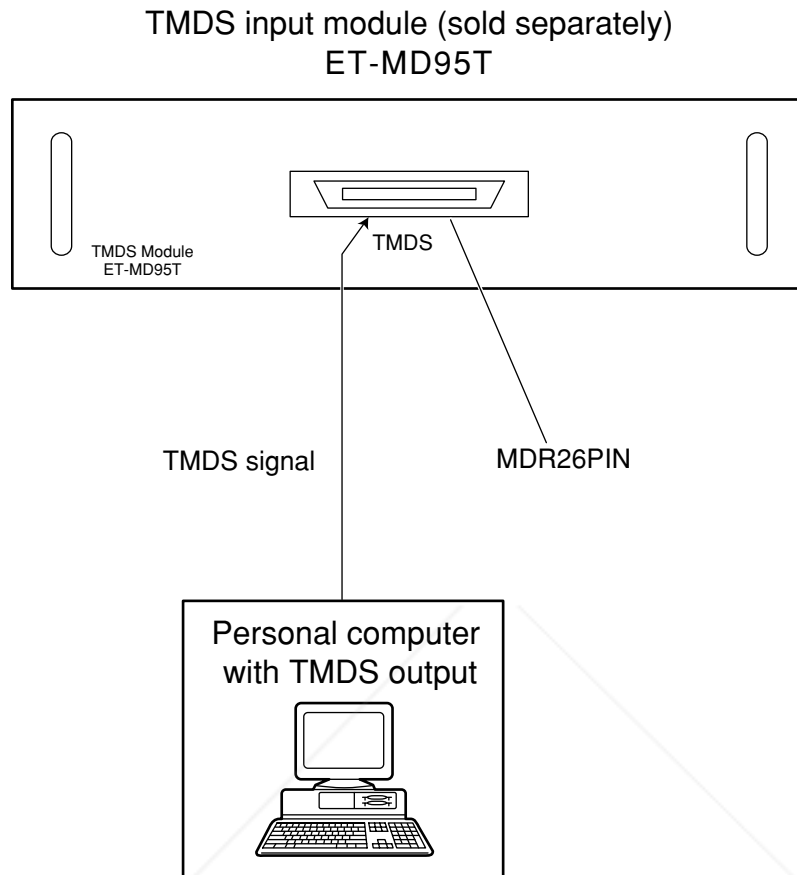 TMDS input module (sold separately)
ET-MD95T
TMDS
TMDS Module
ET-MD95T
TMDS signal
MDR26PIN
Personal computer
with TMDS output